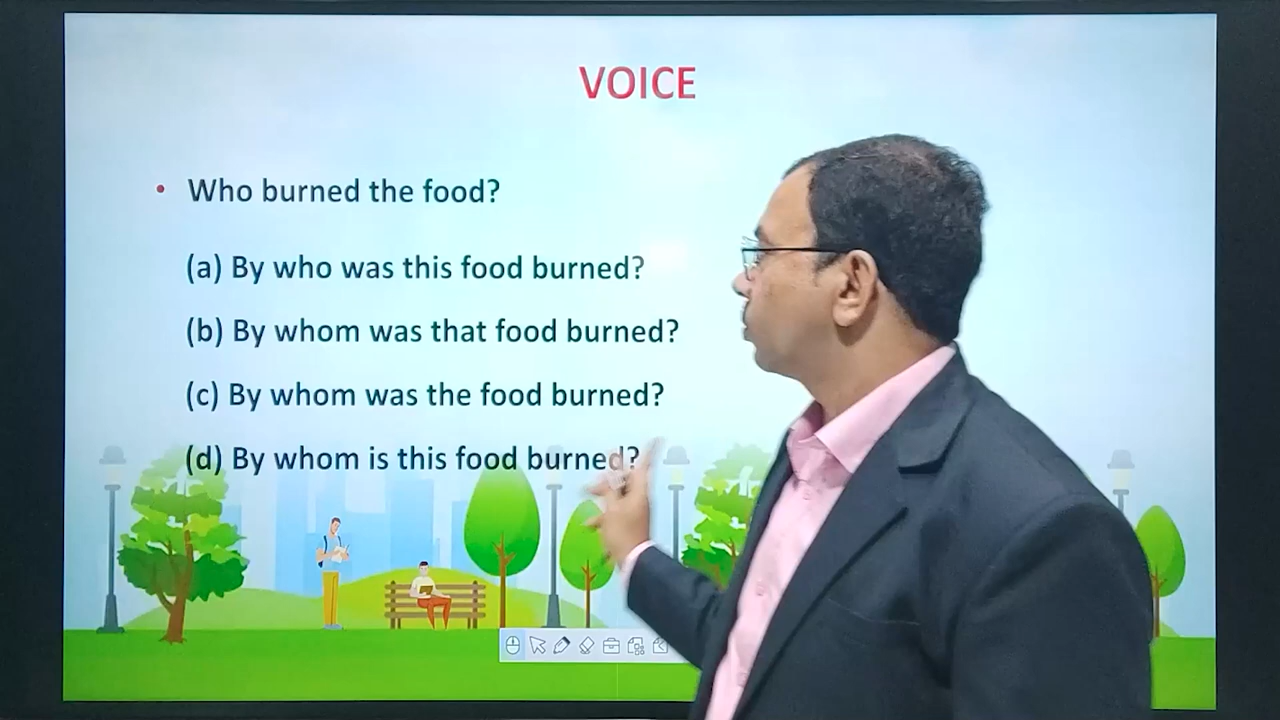 VOICE
• Who burned the food?
(a) By who was this food burned?
(b) By whom was that food burned?
(c) By whom was the food burned?
(d) By whom is this food burned?